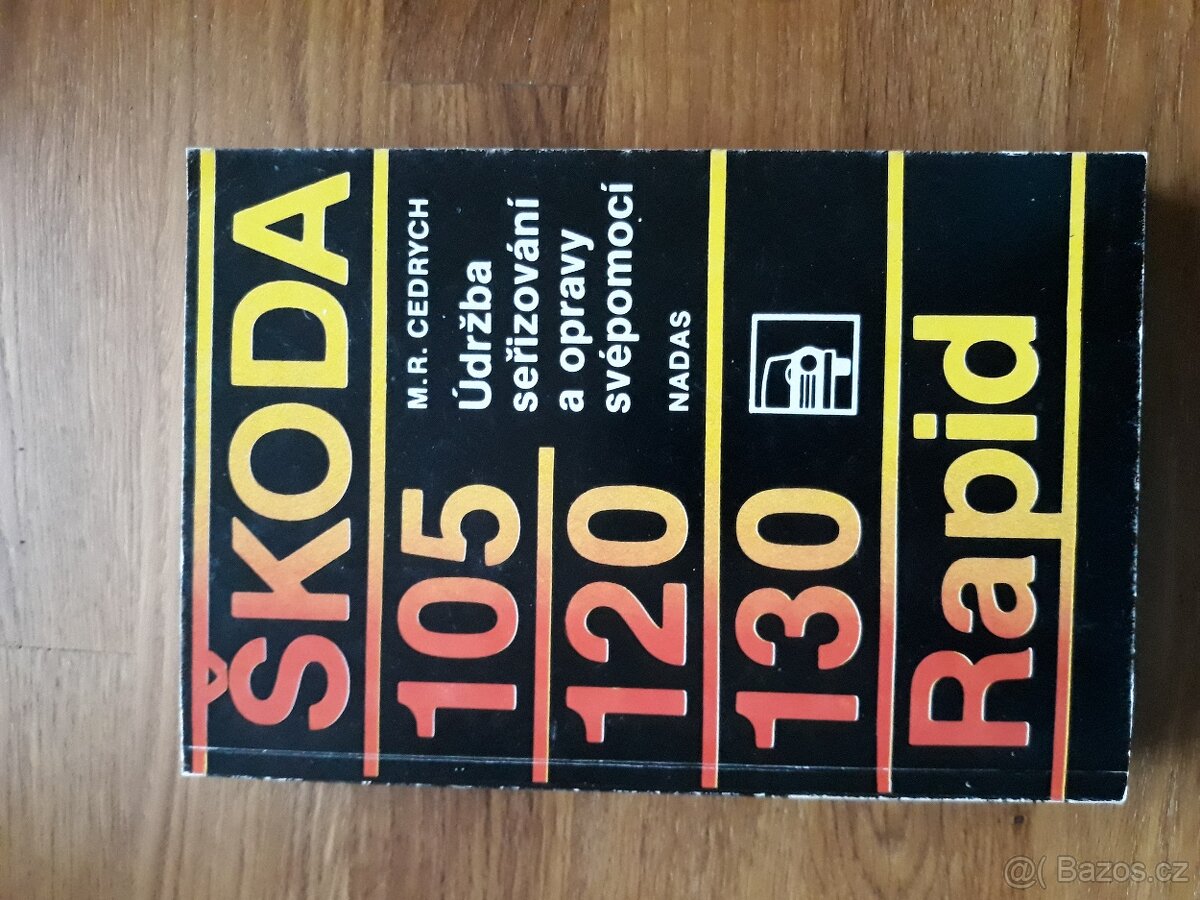 ŠKODA
105
120
130
Rapid
M.R. CEDRYCH
Údržba
seřizování
a opravy
svépomocí
NADAS
@( Bazos.cz